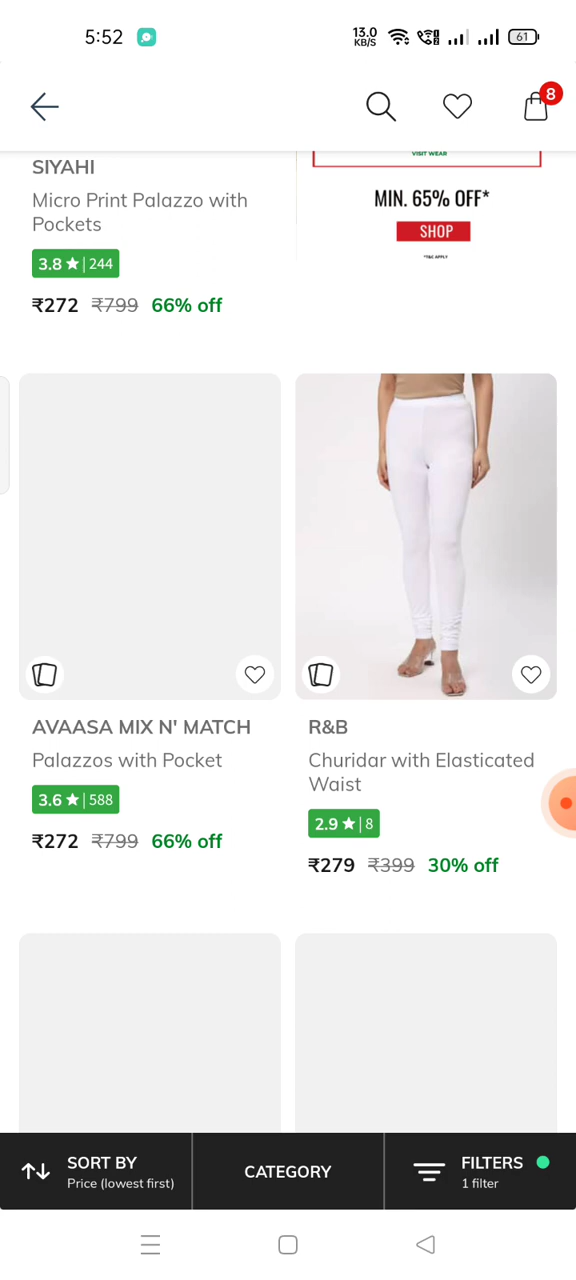 5:52
13.0
KB/S
61
8
SIYAHI
Micro Print Palazzo with
Pockets
3.8 ★ | 244
₹272 ₹799 66% off
VISIT WEAR
MIN. 65% OFF*
SHOP
*T&C APPLY
AVAASA MIX N' MATCH
Palazzos with Pocket
3.6 ★ | 588
₹272 ₹799 66% off
R&B
Churidar with Elasticated
Waist
2.9 ★ | 8
₹279 ₹399 30% off
SORT BY
Price (lowest first)
CATEGORY
FILTERS
1 filter